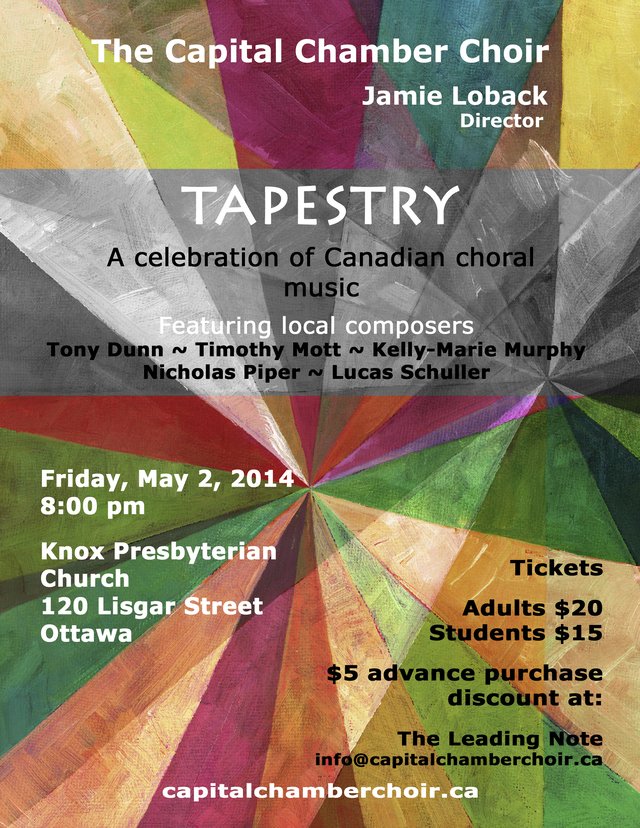 The Capital Chamber Choir
Jamie Loback
Director
TAPESTRY
A celebration of Canadian choral
music
Featuring local composers
Tony Dunn ~ Timothy Mott ~ Kelly-Marie Murphy
Nicholas Piper ~ Lucas Schuller
Friday, May 2, 2014
8:00 pm
Knox Presbyterian
Church
120 Lisgar Street
Ottawa
Tickets
Adults $20
Students $15
$5 advance purchase
discount at:
The Leading Note
info@capitalchamberchoir.ca
capitalchamberchoir.ca